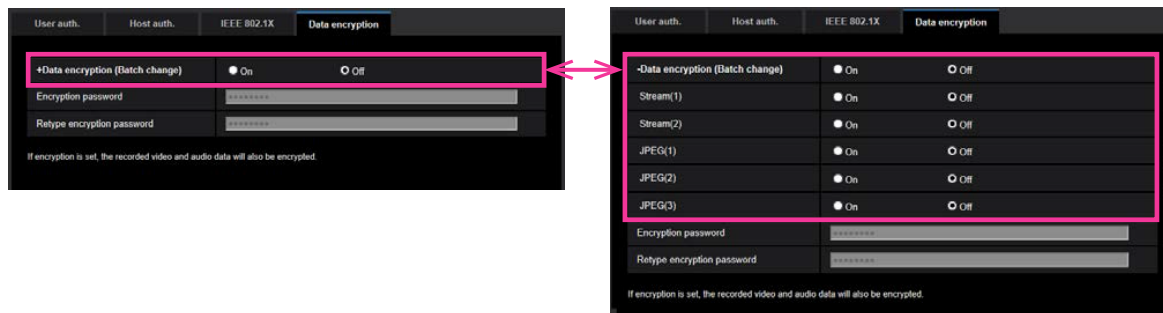 User auth. Host auth. IEEE 802.1X Data encryption
+Data encryption (Batch change) On Off
Encryption password ••••••••
Retype encryption password ••••••••
If encryption is set, the recorded video and audio data will also be encrypted.
User auth. Host auth. IEEE 802.1X Data encryption
-Data encryption (Batch change) On Off
Stream(1) On Off
Stream(2) On Off
JPEG(1) On Off
JPEG(2) On Off
JPEG(3) On Off
Encryption password ••••••••
Retype encryption password ••••••••
If encryption is set, the recorded video and audio data will also be encrypted.